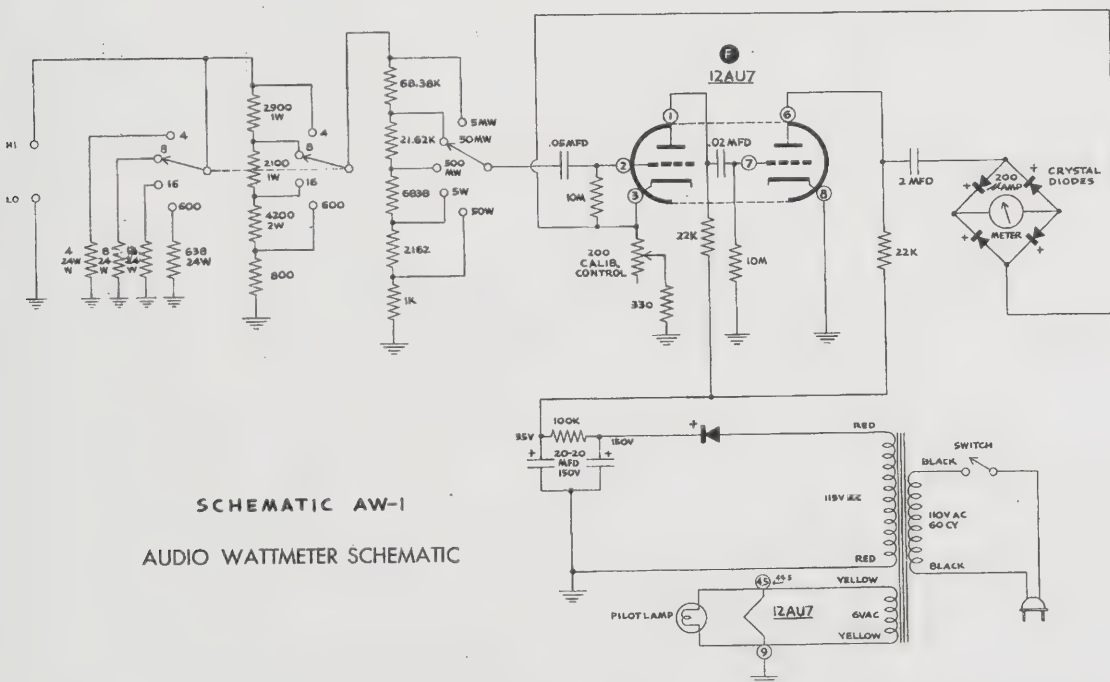 F
12AU7
HI
LO
4
8
16
600
4
24W
W
8
24
W
24
W
638
24W
2900
1W
2100
1W
4200
2W
800
4
8
16
600
68.38K
21.62K
6838
2162
1K
5MW
50MW
500
MW
5W
50W
.05MFD
10M
2
3
1
200
CALIB.
CONTROL
330
22K
.02MFD
7
10M
6
8
22K
2 MFD
+
+
200
METER
+
+
CRYSTAL
DIODES
35V
100K
150V
+
20-20
MFD
150V
+
+
RED
RED
BLACK
SWITCH
110VAC
60CY
BLACK
YELLOW
6VAC
YELLOW
PILOT LAMP
12AU7
9
SCHEMATIC AW-1
AUDIO WATTMETER SCHEMATIC